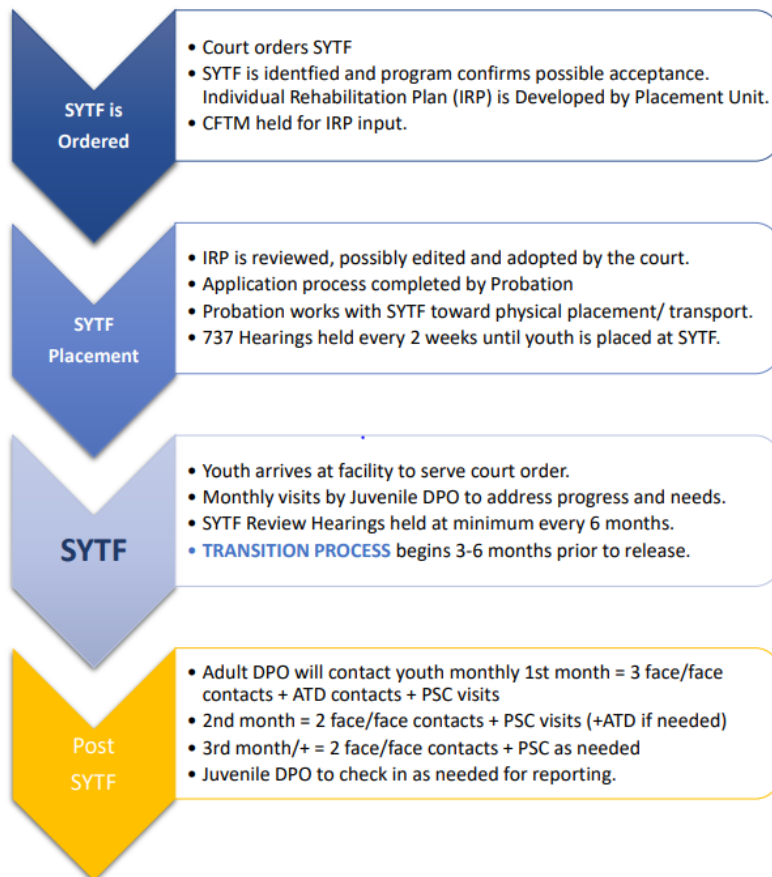 SYTF is
Ordered
• Court orders SYTF
• SYTF is identfied and program confirms possible acceptance.
Individual Rehabilitation Plan (IRP) is Developed by Placement Unit.
• CFTM held for IRP input.
SYTF
Placement
• IRP is reviewed, possibly edited and adopted by the court.
• Application process completed by Probation
• Probation works with SYTF toward physical placement/ transport.
• 737 Hearings held every 2 weeks until youth is placed at SYTF.
SYTF
• Youth arrives at facility to serve court order.
• Monthly visits by Juvenile DPO to address progress and needs.
• SYTF Review Hearings held at minimum every 6 months.
• TRANSITION PROCESS begins 3-6 months prior to release.
Post
SYTF
• Adult DPO will contact youth monthly 1st month = 3 face/face
contacts + ATD contacts + PSC visits
• 2nd month = 2 face/face contacts + PSC visits (+ATD if needed)
• 3rd month/+ = 2 face/face contacts + PSC as needed
• Juvenile DPO to check in as needed for reporting.